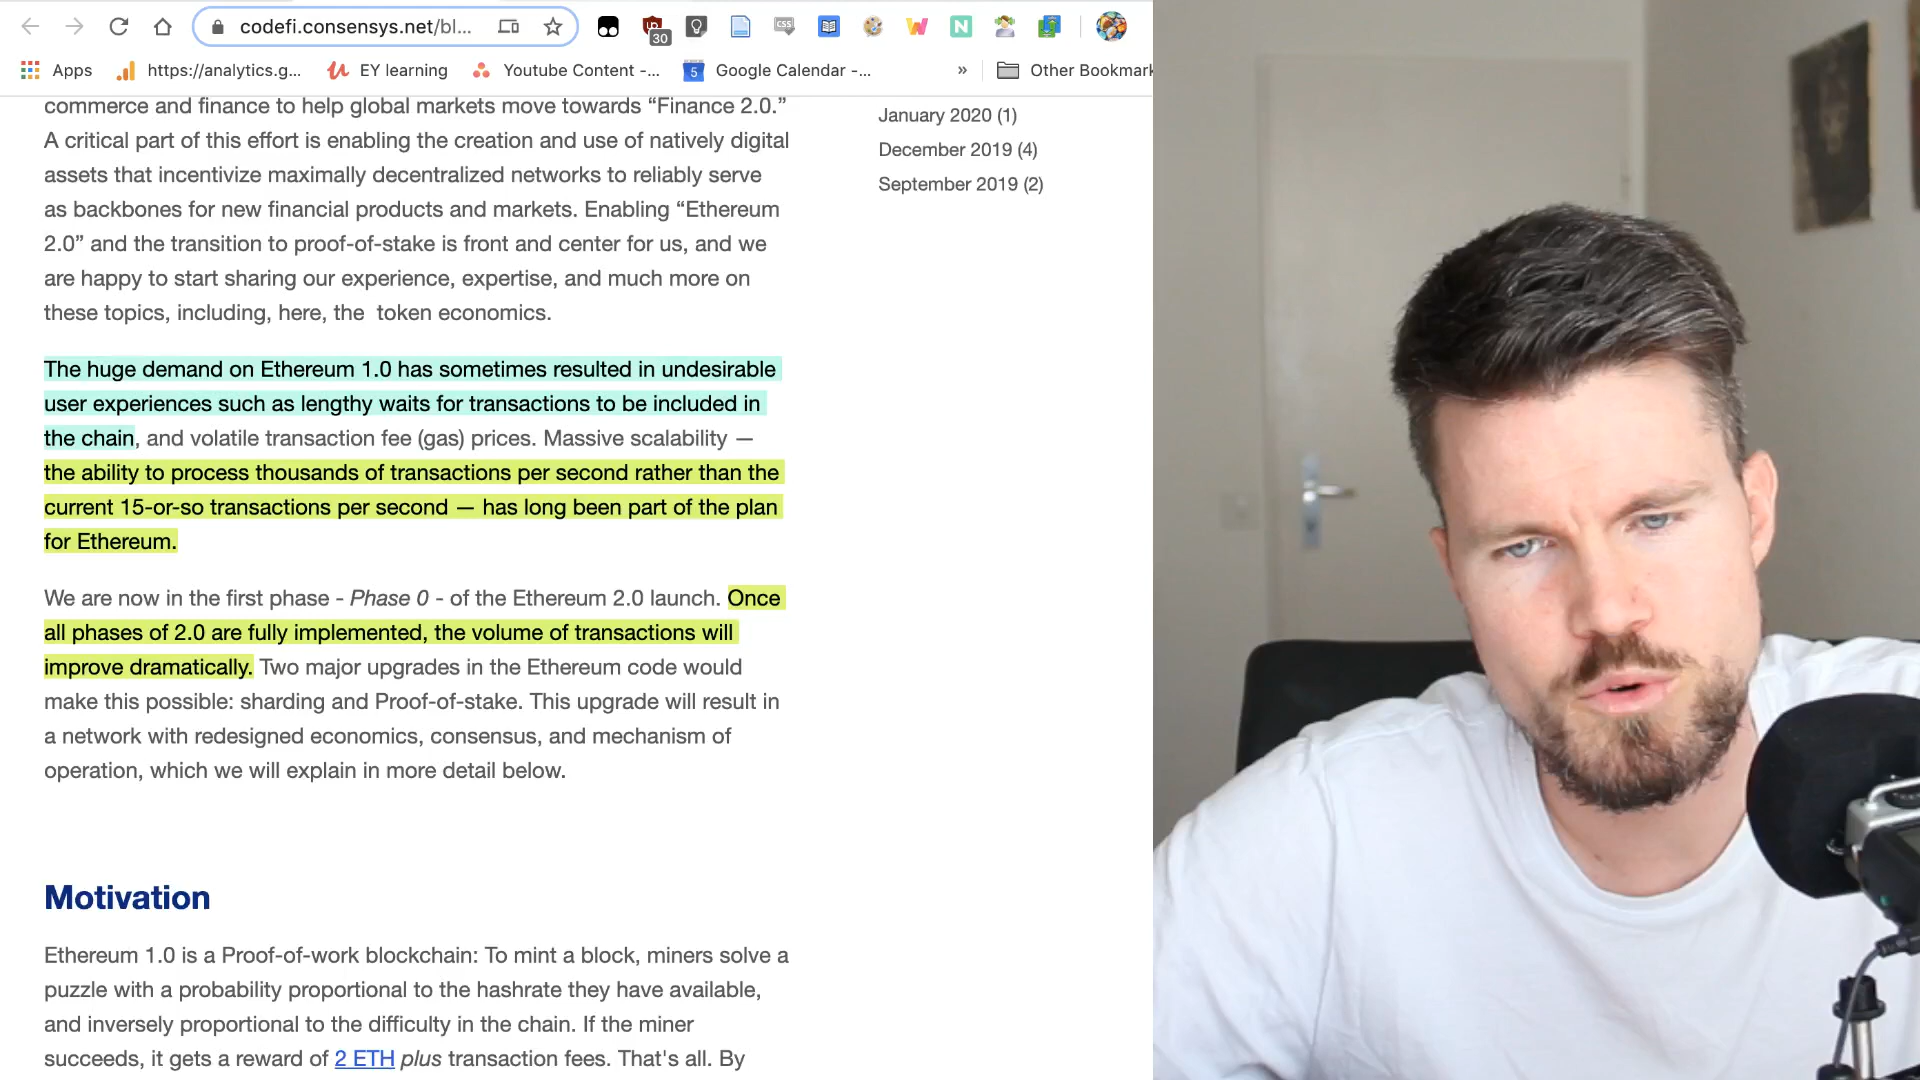 codefi.consensys.net/bl...
30
Apps
https://analytics.g...
EY learning
Youtube Content -...
5
Google Calendar -...
»
Other Bookmark
commerce and finance to help global markets move towards “Finance 2.0.”
A critical part of this effort is enabling the creation and use of natively digital
assets that incentivize maximally decentralized networks to reliably serve
as backbones for new financial products and markets. Enabling “Ethereum
2.0” and the transition to proof-of-stake is front and center for us, and we
are happy to start sharing our experience, expertise, and much more on
these topics, including, here, the  token economics.
January 2020 (1)
December 2019 (4)
September 2019 (2)
The huge demand on Ethereum 1.0 has sometimes resulted in undesirable
user experiences such as lengthy waits for transactions to be included in
the chain, and volatile transaction fee (gas) prices. Massive scalability —
the ability to process thousands of transactions per second rather than the
current 15-or-so transactions per second — has long been part of the plan
for Ethereum.
We are now in the first phase - Phase 0 - of the Ethereum 2.0 launch. Once
all phases of 2.0 are fully implemented, the volume of transactions will
improve dramatically. Two major upgrades in the Ethereum code would
make this possible: sharding and Proof-of-stake. This upgrade will result in
a network with redesigned economics, consensus, and mechanism of
operation, which we will explain in more detail below.
Motivation
Ethereum 1.0 is a Proof-of-work blockchain: To mint a block, miners solve a
puzzle with a probability proportional to the hashrate they have available,
and inversely proportional to the difficulty in the chain. If the miner
succeeds, it gets a reward of 2 ETH plus transaction fees. That's all. By